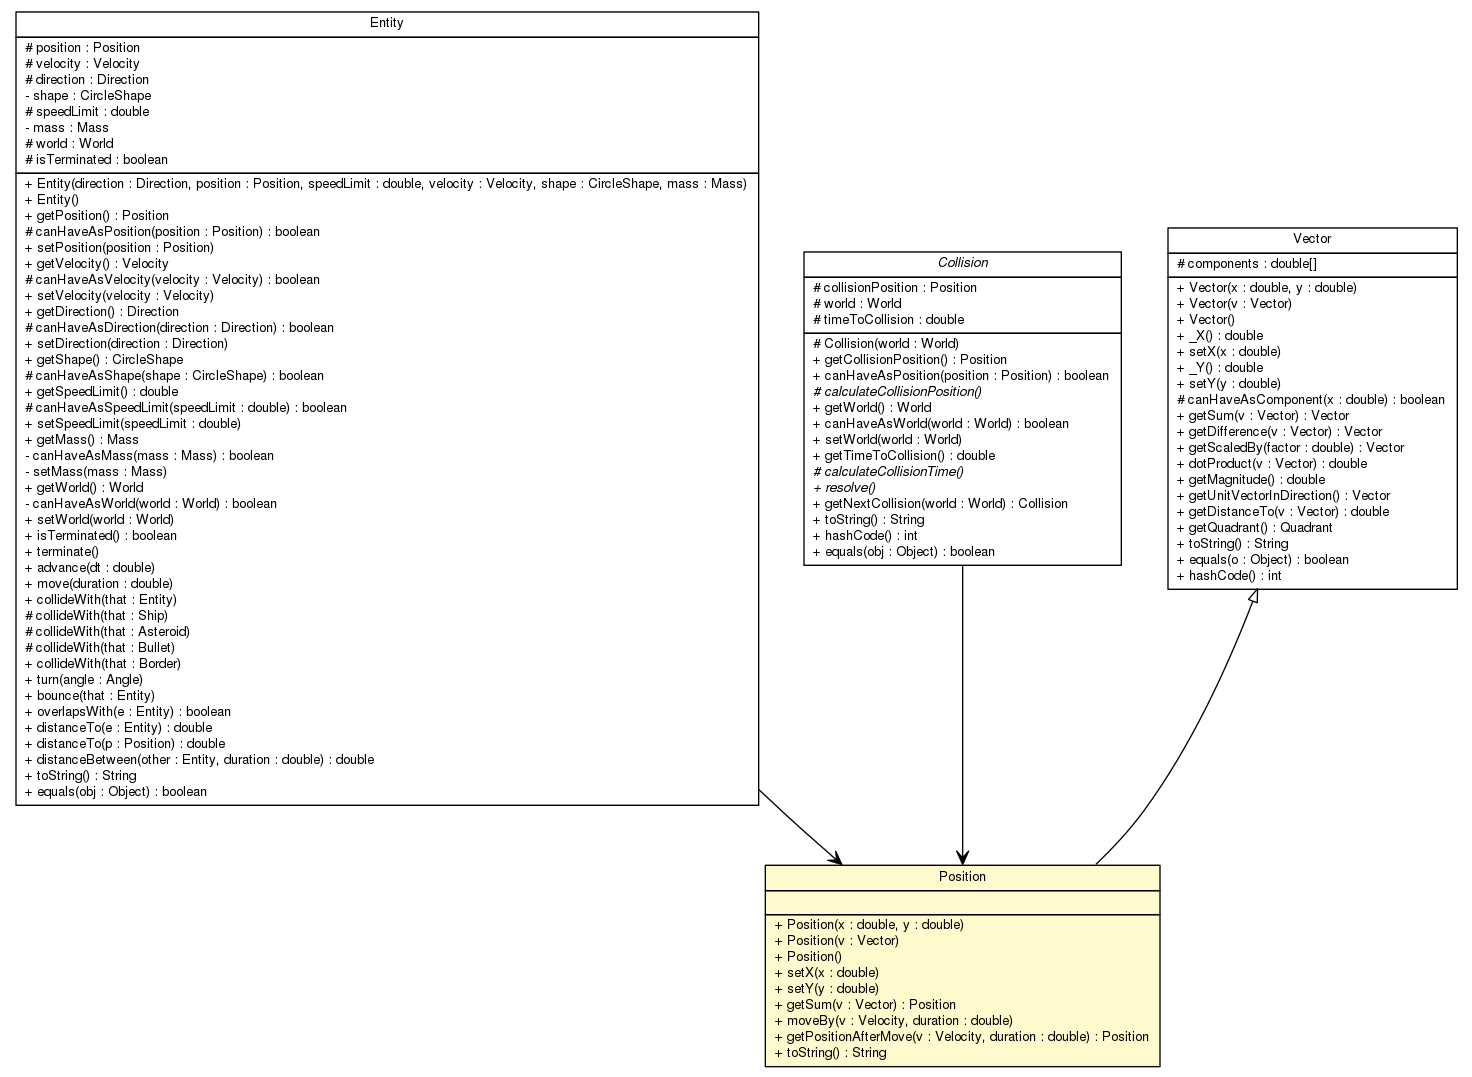 Entity
# position : Position
# velocity : Velocity
# direction : Direction
- shape : CircleShape
# speedLimit : double
- mass : Mass
# world : World
# isTerminated : boolean
+ Entity(direction : Direction, position : Position, speedLimit : double, velocity : Velocity, shape : CircleShape, mass : Mass)
+ Entity()
+ getPosition() : Position
# canHaveAsPosition(position : Position) : boolean
+ setPosition(position : Position)
+ getVelocity() : Velocity
# canHaveAsVelocity(velocity : Velocity) : boolean
+ setVelocity(velocity : Velocity)
+ getDirection() : Direction
# canHaveAsDirection(direction : Direction) : boolean
+ setDirection(direction : Direction)
+ getShape() : CircleShape
# canHaveAsShape(shape : CircleShape) : boolean
+ getSpeedLimit() : double
# canHaveAsSpeedLimit(speedLimit : double) : boolean
+ setSpeedLimit(speedLimit : double)
+ getMass() : Mass
- canHaveAsMass(mass : Mass) : boolean
- setMass(mass : Mass)
+ getWorld() : World
- canHaveAsWorld(world : World) : boolean
+ setWorld(world : World)
+ isTerminated() : boolean
+ terminate()
+ advance(dt : double)
+ move(duration : double)
+ collideWith(that : Entity)
# collideWith(that : Ship)
# collideWith(that : Asteroid)
# collideWith(that : Bullet)
+ collideWith(that : Border)
+ turn(angle : Angle)
+ bounce(that : Entity)
+ overlapsWith(e : Entity) : boolean
+ distanceTo(e : Entity) : double
+ distanceTo(p : Position) : double
+ distanceBetween(other : Entity, duration : double) : double
+ toString() : String
+ equals(obj : Object) : boolean
Collision
# collisionPosition : Position
# world : World
# timeToCollision : double
# Collision(world : World)
+ getCollisionPosition() : Position
+ canHaveAsPosition(position : Position) : boolean
# calculateCollisionPosition()
+ getWorld() : World
+ canHaveAsWorld(world : World) : boolean
+ setWorld(world : World)
+ getTimeToCollision() : double
# calculateCollisionTime()
+ resolve()
+ getNextCollision(world : World) : Collision
+ toString() : String
+ hashCode() : int
+ equals(obj : Object) : boolean
Vector
# components : double[]
+ Vector(x : double, y : double)
+ Vector(v : Vector)
+ Vector()
+ _X() : double
+ setX(x : double)
+ _Y() : double
+ setY(y : double)
# canHaveAsComponent(x : double) : boolean
+ getSum(v : Vector) : Vector
+ getDifference(v : Vector) : Vector
+ getScaledBy(factor : double) : Vector
+ dotProduct(v : Vector) : double
+ getMagnitude() : double
+ getUnitVectorInDirection() : Vector
+ getDistanceTo(v : Vector) : double
+ getQuadrant() : Quadrant
+ toString() : String
+ equals(o : Object) : boolean
+ hashCode() : int
Position
+ Position(x : double, y : double)
+ Position(v : Vector)
+ Position()
+ setX(x : double)
+ setY(y : double)
+ getSum(v : Vector) : Position
+ moveBy(v : Velocity, duration : double)
+ getPositionAfterMove(v : Velocity, duration : double) : Position
+ toString() : String